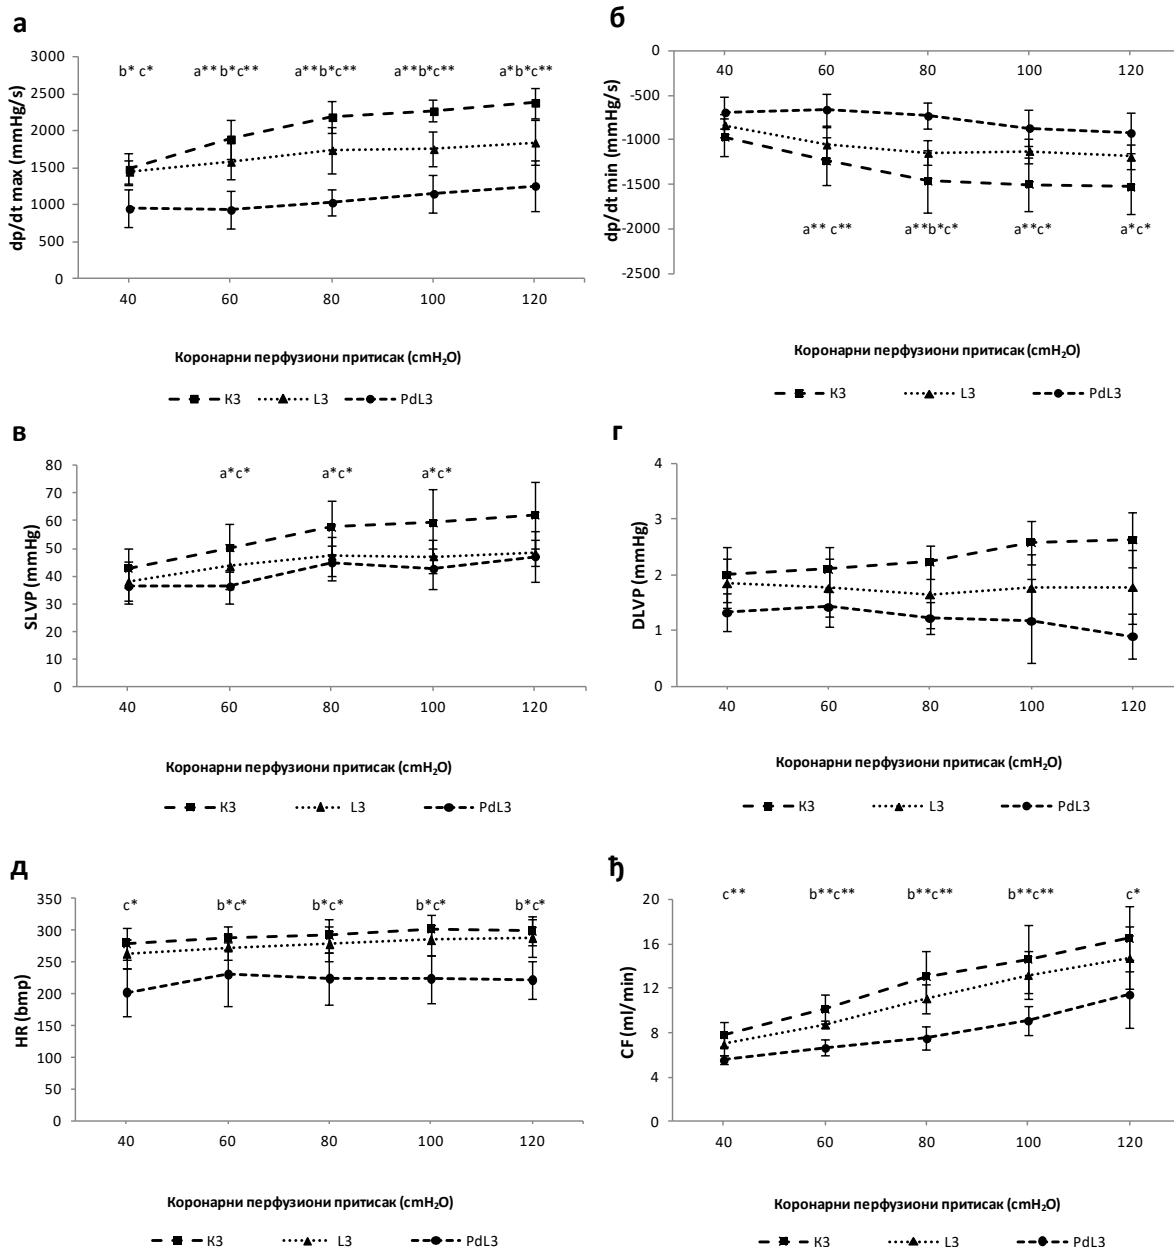 а
dp/dt max (mmHg/s)
3000
2500
2000
1500
1000
500
0
b* c*
a** b*c**
a**b*c**
a**b*c**
a*b*c**
40 60 80 100 120
Коронарни перфузиони притисак (cmH₂O)
К3 L3 PdL3
б
dp/dt min (mmHg/s)
0
-500
-1000
-1500
-2000
-2500
40 60 80 100 120
a** c**
a**b*c*
a**c*
a*c*
Коронарни перфузиони притисак (cmH₂O)
К3 L3 PdL3
в
SLVP (mmHg)
80
70
60
50
40
30
20
10
0
a*c*
a*c*
a*c*
40 60 80 100 120
Коронарни перфузиони притисак (cmH₂O)
К3 L3 PdL3
г
DLVP (mmHg)
4
3
2
1
0
40 60 80 100 120
Коронарни перфузиони притисак (cmH₂O)
К3 L3 PdL3
д
HR (bmp)
350
300
250
200
150
100
50
0
c*
b*c*
b*c*
b*c*
b*c*
40 60 80 100 120
Коронарни перфузиони притисак (cmH₂O)
К3 L3 PdL3
ђ
CF (ml/min)
20
16
12
8
4
0
c**
b**c**
b**c**
b**c**
c*
40 60 80 100 120
Коронарни перфузиони притисак (cmH₂O)
К3 L3 PdL3